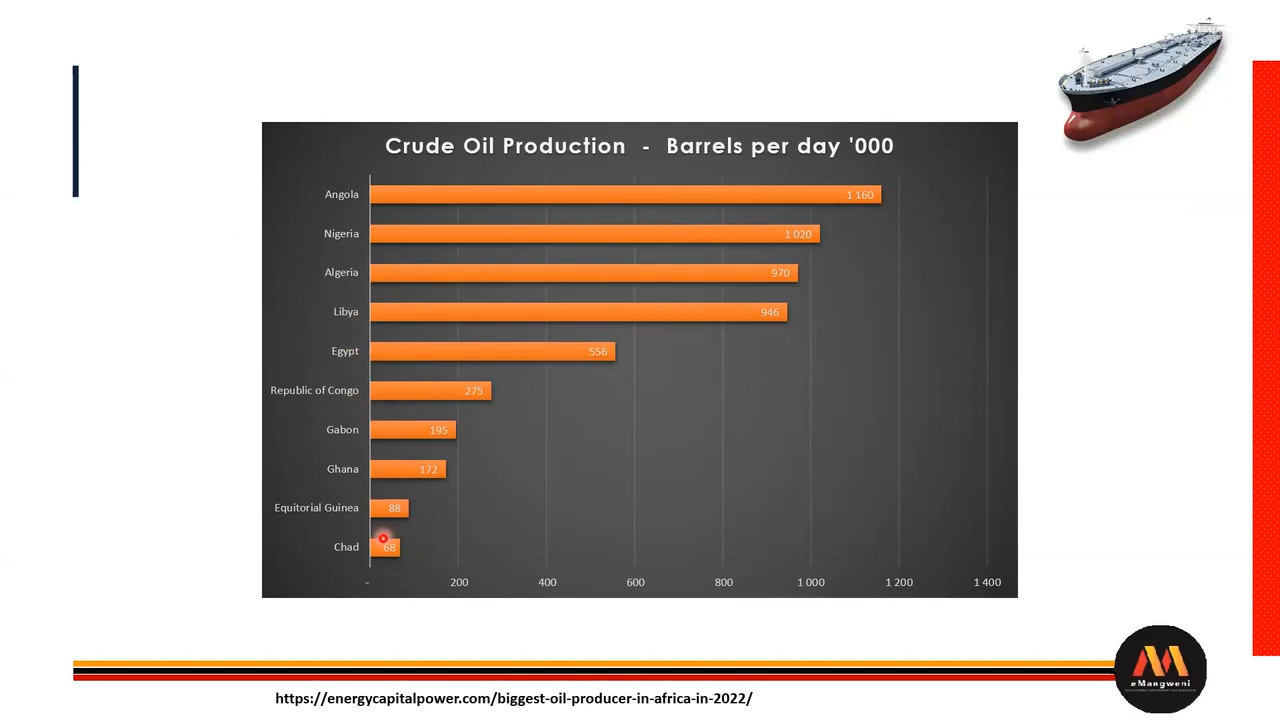 Crude Oil Production - Barrels per day '000
Angola 1 160
Nigeria 1 020
Algeria 970
Libya 946
Egypt 556
Republic of Congo 275
Gabon 195
Ghana 172
Equitorial Guinea 88
Chad 68
- 200 400 600 800 1 000 1 200 1 400
eMangweni
https://energycapitalpower.com/biggest-oil-producer-in-africa-in-2022/